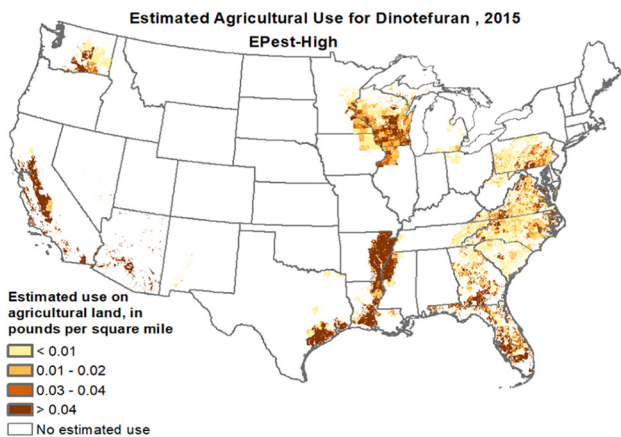 Estimated Agricultural Use for Dinotefuran , 2015
EPest-High
Estimated use on
agricultural land, in
pounds per square mile
< 0.01
0.01 - 0.02
0.03 - 0.04
> 0.04
No estimated use